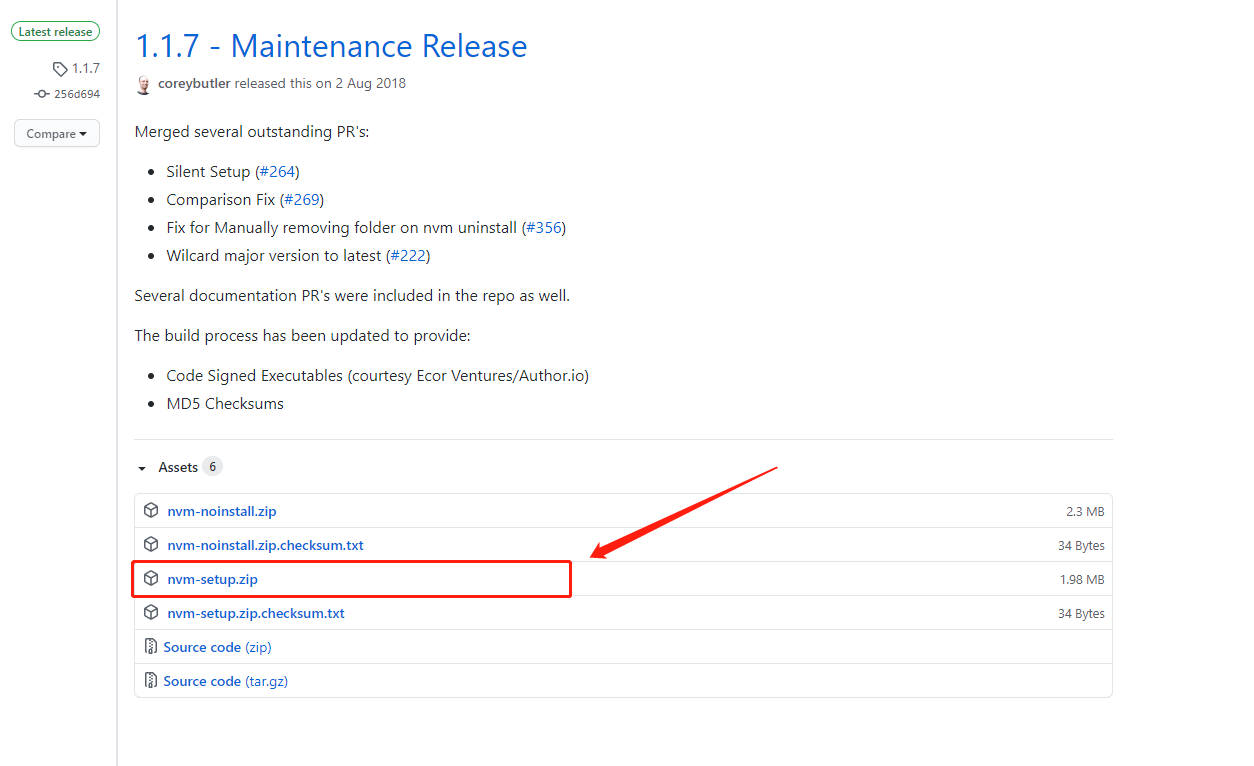 Latest release
1.1.7
256d694
Compare
1.1.7 - Maintenance Release
coreybutler released this on 2 Aug 2018
Merged several outstanding PR's:
Silent Setup (#264)
Comparison Fix (#269)
Fix for Manually removing folder on nvm uninstall (#356)
Wilcard major version to latest (#222)
Several documentation PR's were included in the repo as well.
The build process has been updated to provide:
Code Signed Executables (courtesy Ecor Ventures/Author.io)
MD5 Checksums
Assets 6
nvm-noinstall.zip 2.3 MB
nvm-noinstall.zip.checksum.txt 34 Bytes
nvm-setup.zip 1.98 MB
nvm-setup.zip.checksum.txt 34 Bytes
Source code (zip)
Source code (tar.gz)